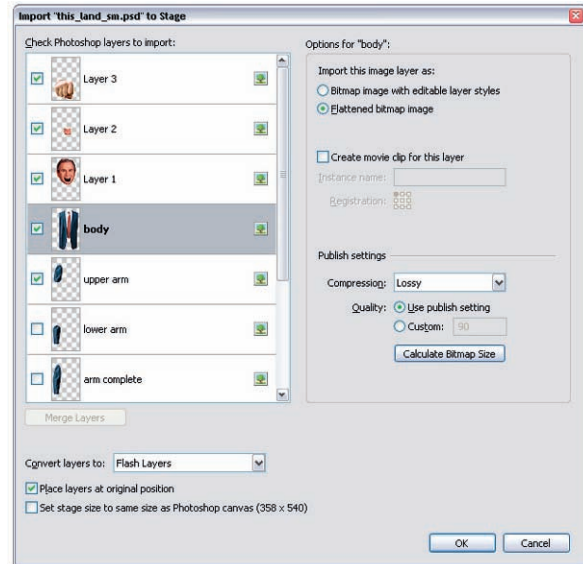 Import "this_land_sm.psd" to Stage
Check Photoshop layers to import:
Layer 3
Layer 2
Layer 1
body
upper arm
lower arm
arm complete
Merge Layers
Convert layers to: Flash Layers
Place layers at original position
Set stage size to same size as Photoshop canvas (358 x 540)
Options for "body":
Import this image layer as:
Bitmap image with editable layer styles
Flattened bitmap image
Create movie clip for this layer
Instance name:
Registration:
Publish settings
Compression: Lossy
Quality: Use publish setting
Custom: 90
Calculate Bitmap Size
OK Cancel